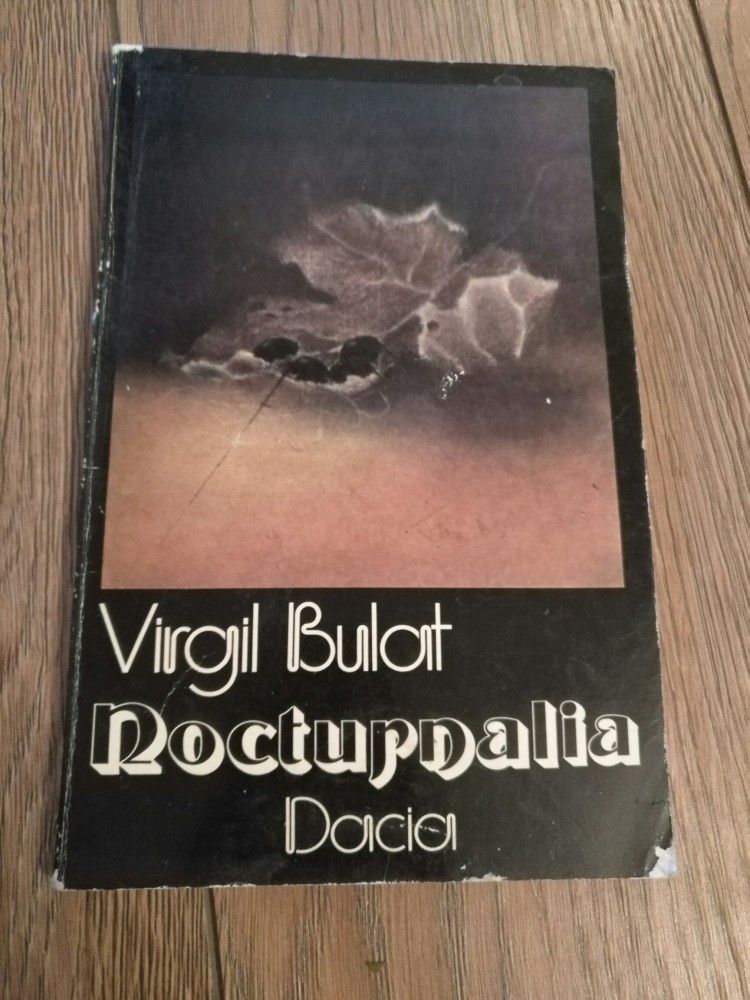 Virgil Bulat
Nocturnalia
Dacia